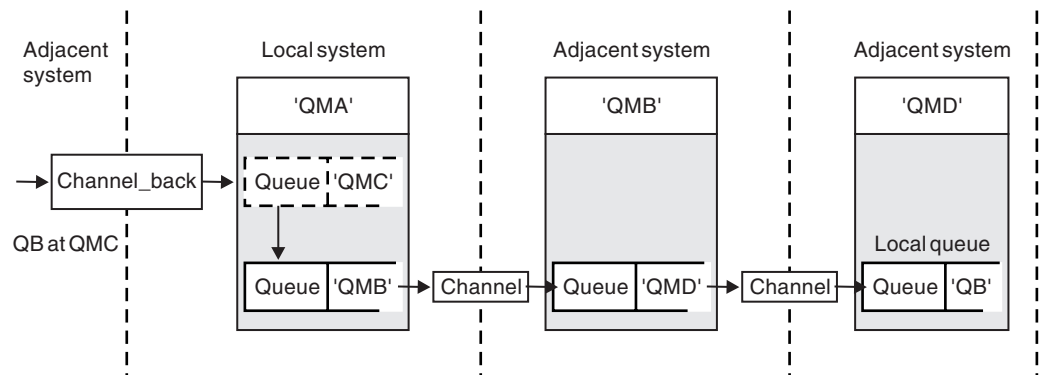 Adjacent
system
Local system
Adjacent system
Adjacent system
'QMA'
'QMB'
'QMD'
Channel_back
Queue 'QMC'
QB at QMC
Local queue
Queue 'QMB'
Channel
Queue 'QMD'
Channel
Queue 'QB'